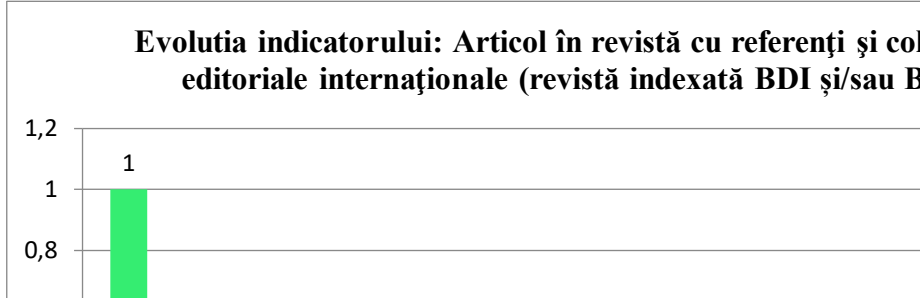 Evolutia indicatorului: Articol în revistă cu referenţi şi
editoriale internaţionale (revistă indexată BDI și/sau
1,2
1
1
0,8